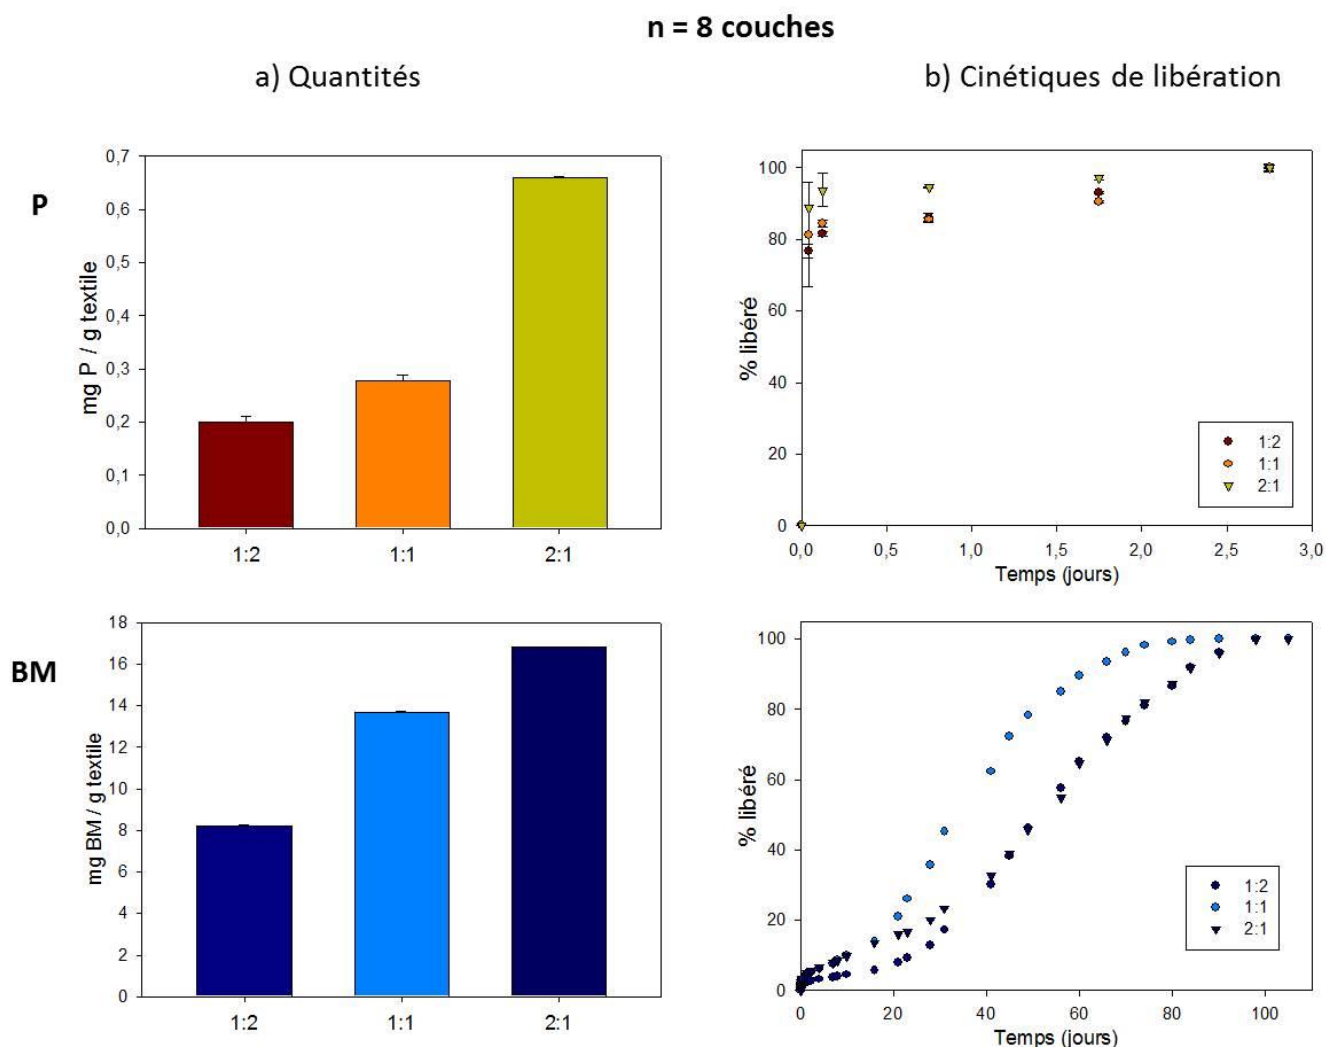 n = 8 couches
a) Quantités
b) Cinétiques de libération
P
mg P / g textile
0,7
0,6
0,5
0,4
0,3
0,2
0,1
0,0
1:2 1:1 2:1
% libéré
100
80
60
40
20
0
1:2
1:1
2:1
0,0 0,5 1,0 1,5 2,0 2,5 3,0
Temps (jours)
BM
mg BM / g textile
18
16
14
12
10
8
6
4
2
0
1:2 1:1 2:1
% libéré
100
80
60
40
20
0
1:2
1:1
2:1
0 20 40 60 80 100
Temps (jours)